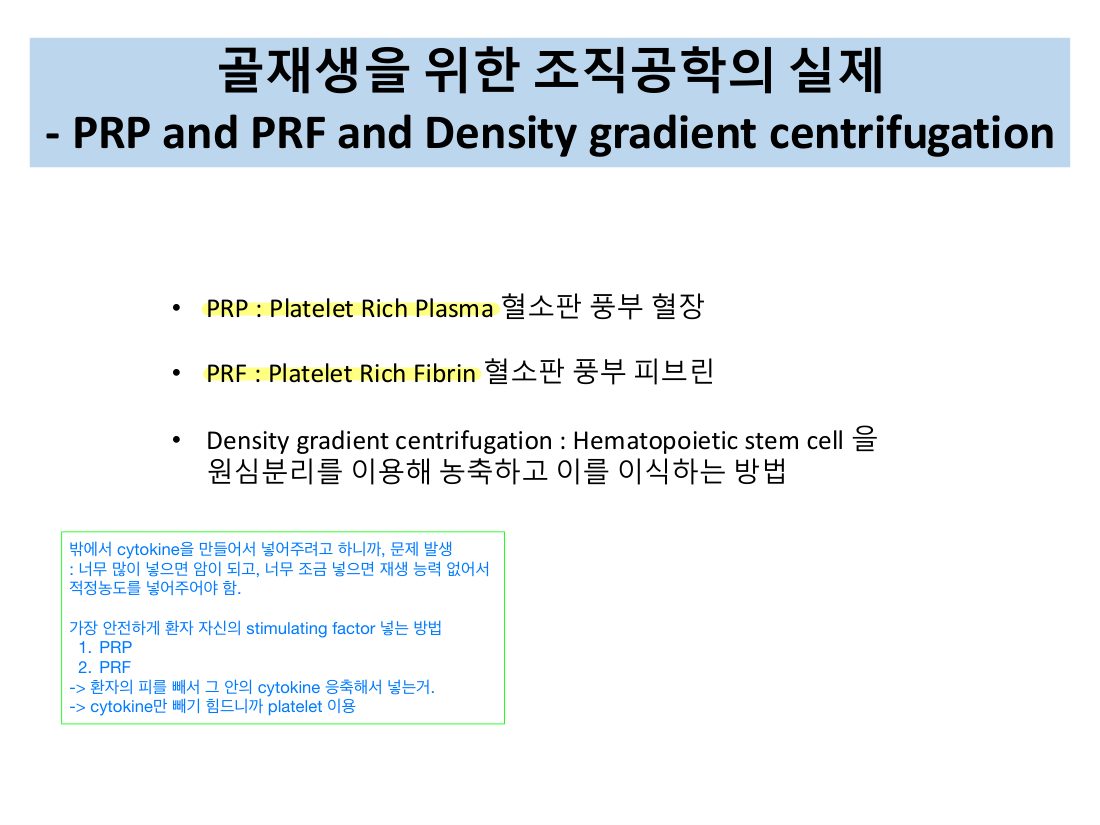 골재생을 위한 조직공학의 실제
- PRP and PRF and Density gradient centrifugation
• PRP : Platelet Rich Plasma 혈소판 풍부 혈장
• PRF : Platelet Rich Fibrin 혈소판 풍부 피브린
• Density gradient centrifugation : Hematopoietic stem cell 을
원심분리를 이용해 농축하고 이를 이식하는 방법
밖에서 cytokine을 만들어서 넣어주려고 하니까, 문제 발생
: 너무 많이 넣으면 암이 되고, 너무 조금 넣으면 재생 능력 없어서
적정농도를 넣어주어야 함.
가장 안전하게 환자 자신의 stimulating factor 넣는 방법
1. PRP
2. PRF
-> 환자의 피를 빼서 그 안의 cytokine 응축해서 넣는거.
-> cytokine만 빼기 힘드니까 platelet 이용